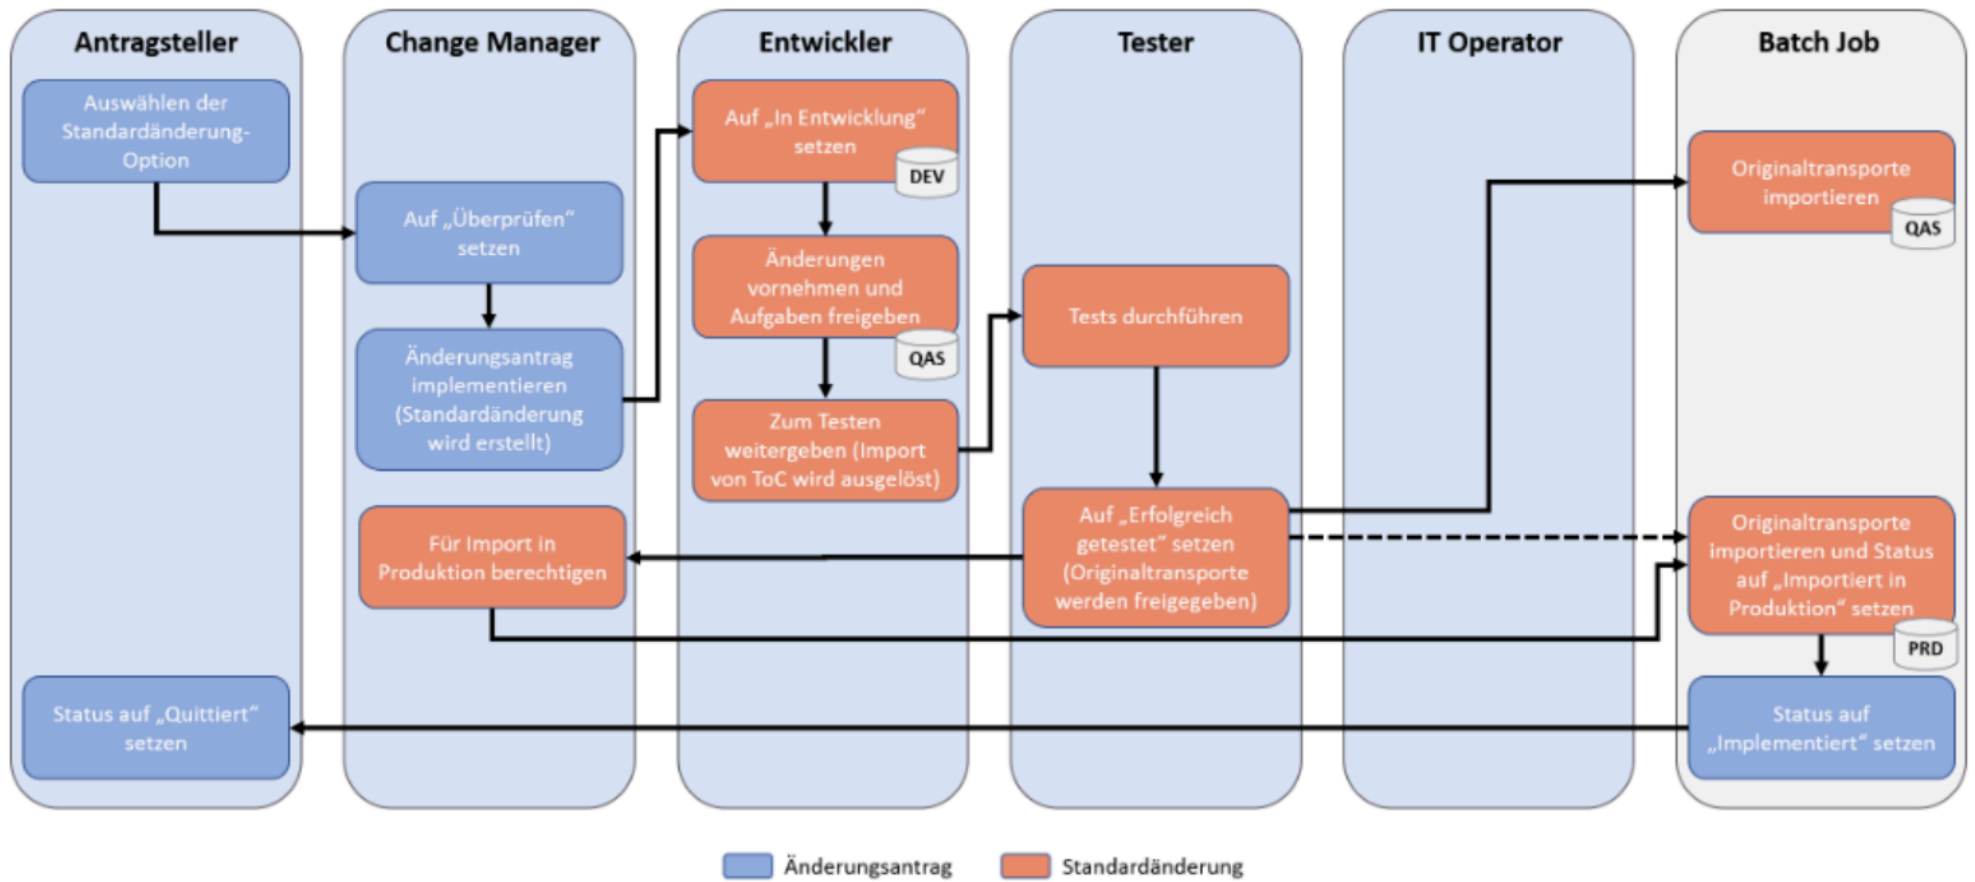 Antragsteller
Auswählen der
Standardänderung-
Option
Status auf „Quittiert“
setzen
Change Manager
Auf „Überprüfen“
setzen
Änderungsantrag
implementieren
(Standardänderung
wird erstellt)
Für Import in
Produktion berechtigen
Entwickler
Auf „In Entwicklung“
setzen
DEV
Änderungen
vornehmen und
Aufgaben freigeben
QAS
Zum Testen
weitergeben (Import
von ToC wird ausgelöst)
Tester
Tests durchführen
Auf „Erfolgreich
getestet“ setzen
(Originaltransporte
werden freigegeben)
IT Operator
Batch Job
Originaltransporte
importieren
QAS
Originaltransporte
importieren und Status
auf „Importiert in
Produktion“ setzen
PRD
Status auf
„Implementiert“ setzen
Änderungsantrag
Standardänderung